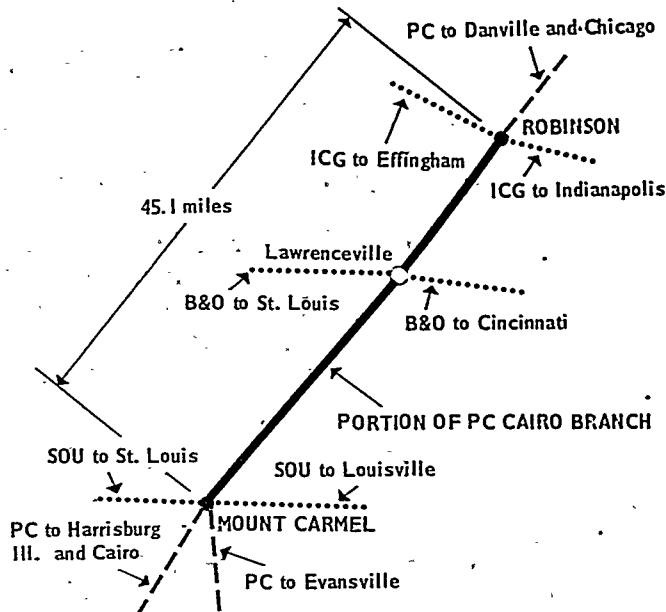 PC to Danville and Chicago
ROBINSON
ICG to Effingham
ICG to Indianapolis
45.1 miles
Lawrenceville
B&O to St. Louis
B&O to Cincinnati
PORTION OF PC CAIRO BRANCH
SOU to St. Louis
SOU to Louisville
MOUNT CARMEL
PC to Harrisburg
Ill. and Cairo
PC to Evansville